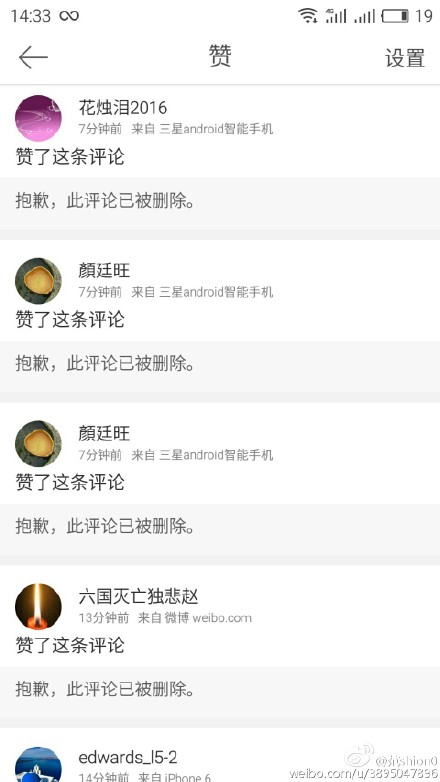 14:33 19
赞 设置
花烛泪2016
7分钟前 来自 三星android智能手机
赞了这条评论
抱歉，此评论已被删除。
顏廷旺
7分钟前 来自 三星android智能手机
赞了这条评论
抱歉，此评论已被删除。
顏廷旺
7分钟前 来自 三星android智能手机
赞了这条评论
抱歉，此评论已被删除。
六国灭亡独悲赵
13分钟前 来自 微博 weibo.com
赞了这条评论
抱歉，此评论已被删除。
edwards_l5-2
14分钟前 来自 iPhone 6
weibo.com/u/3895047896